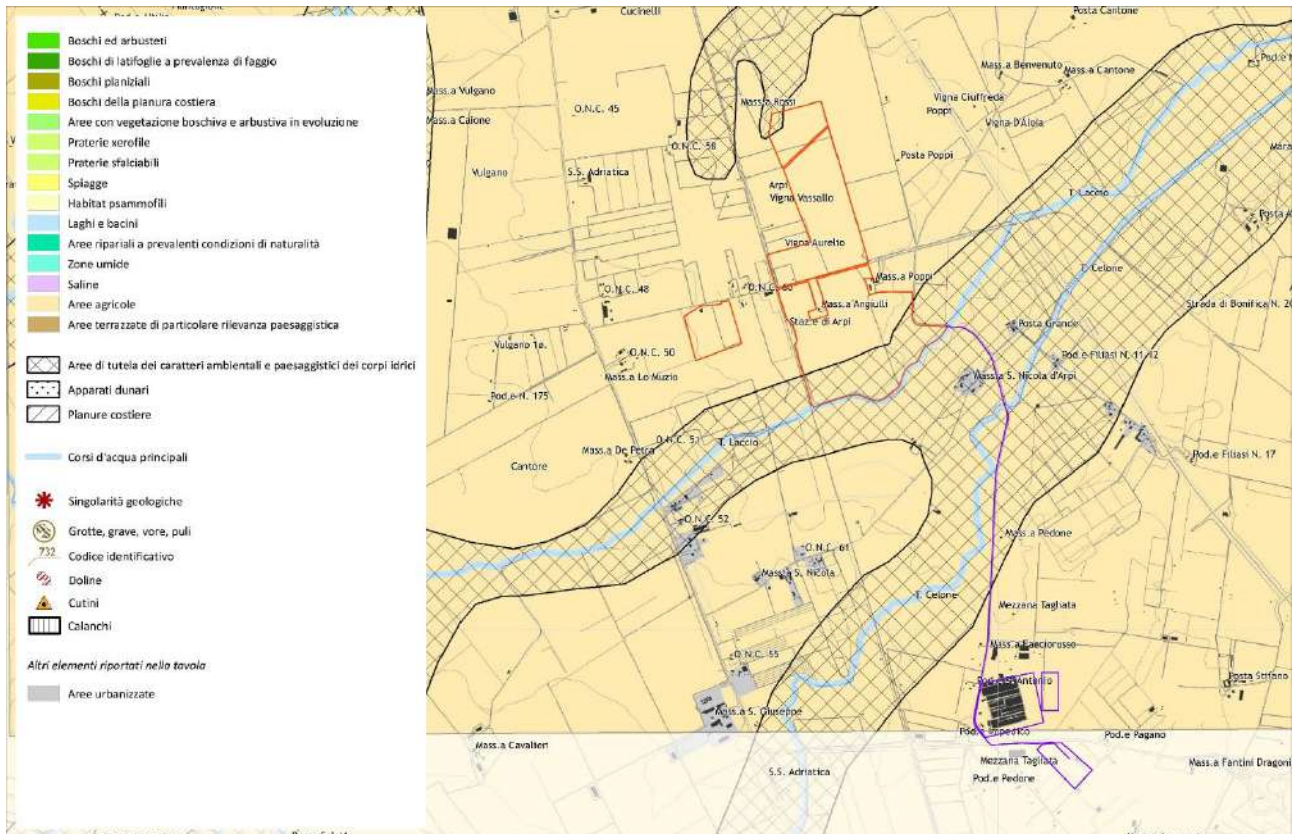 Boschi ed arbusteti
Boschi di latifoglie a prevalenza di faggio
Boschi planiziali
Boschi della pianura costiera
Aree con vegetazione boschiva e arbustiva in evoluzione
Praterie xerofile
Praterie sfalciabili
Spiagge
Habitat psammofili
Laghi e bacini
Aree ripariali a prevalenti condizioni di naturalità
Zone umide
Saline
Aree agricole
Aree terrazzate di particolare rilevanza paesaggistica
Aree di tutela dei caratteri ambientali e paesaggistici dei corpi idrici
Apparati dunari
Pianure costiere
Corsi d'acqua principali
Singolarità geologiche
Grotte, grave, vore, puli
732
Codice identificativo
Doline
Cutini
Calanchi
Altri elementi riportati nella tavola
Aree urbanizzate
Cucinelli
Posta Cantone
Mass.a Benvenuto
Mass.a Cantone
Mass.a Vulgano
Mass.a Rossi
Vigna Ciuffreda
O.N.C. 45
Poppi
Mass.a Caione
Vigna D'Aloia
O.N.C. 58
Posta Poppi
Vulgano
S.S. Adriatica
Arpi
Vigna Vassallo
T. Laccio
Vigna Aurelio
T. Celone
Mass.a Poppi
O.N.C. 48
O.N.C. 60
Mass.a Angiulli
Strada di Bonifica N. 20
Staz.e di Arpi
Posta Grande
Vulgano 1a.
O.N.C. 50
Pod.e Filiasi N. 11-12
Mass.a Lo Muzio
Mass.a S. Nicola d'Arpi
Pod.e N. 175
O.N.C. 51
T. Laccio
Mass.a De Petra
Pod.e Filiasi N. 17
Cantore
O.N.C. 52
Mass.a Pedone
O.N.C. 61
Mass.a S. Nicola
T. Celone
Mezzana Tagliata
Mass.a Facciorusso
O.N.C. 55
Posta Stifano
Mass.a S. Giuseppe
Pod.e Pagano
Mass.a Cavalieri
Mezzana Tagliata
Mass.a Fantini Dragoni
S.S. Adriatica
Pod.e Pedone